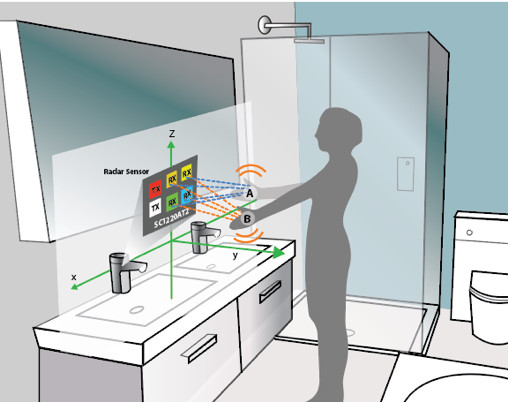 Z
Radar Sensor
TX RX RX
TX RX RX
SC1220AT2
A
B
x
y